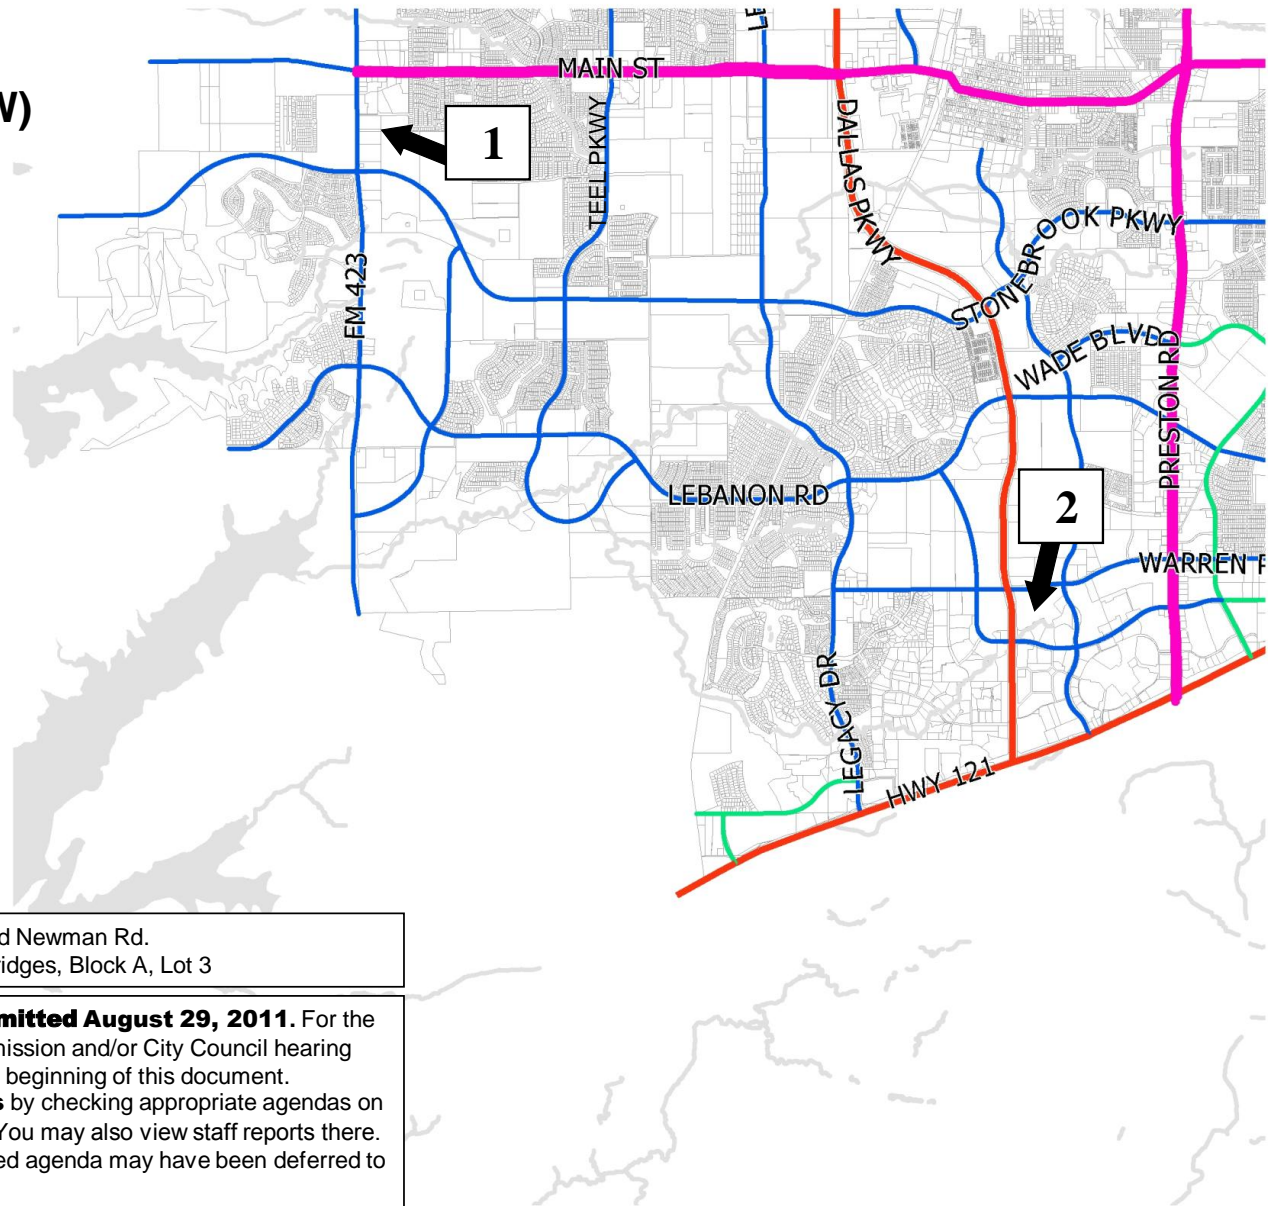 MAIN ST
W)
1
TEEL PKWY
DALLAS PKWY
STONEBROOK PKWY
FM 423
WADE BLVD
PRESTON RD
LEBANON RD
2
WARREN
LEGACY DR
HWY 121
d Newman Rd.
idges, Block A, Lot 3
mitted August 29, 2011. For the
mission and/or City Council hearing
beginning of this document.
s by checking appropriate agendas on
You may also view staff reports there.
ed agenda may have been deferred to